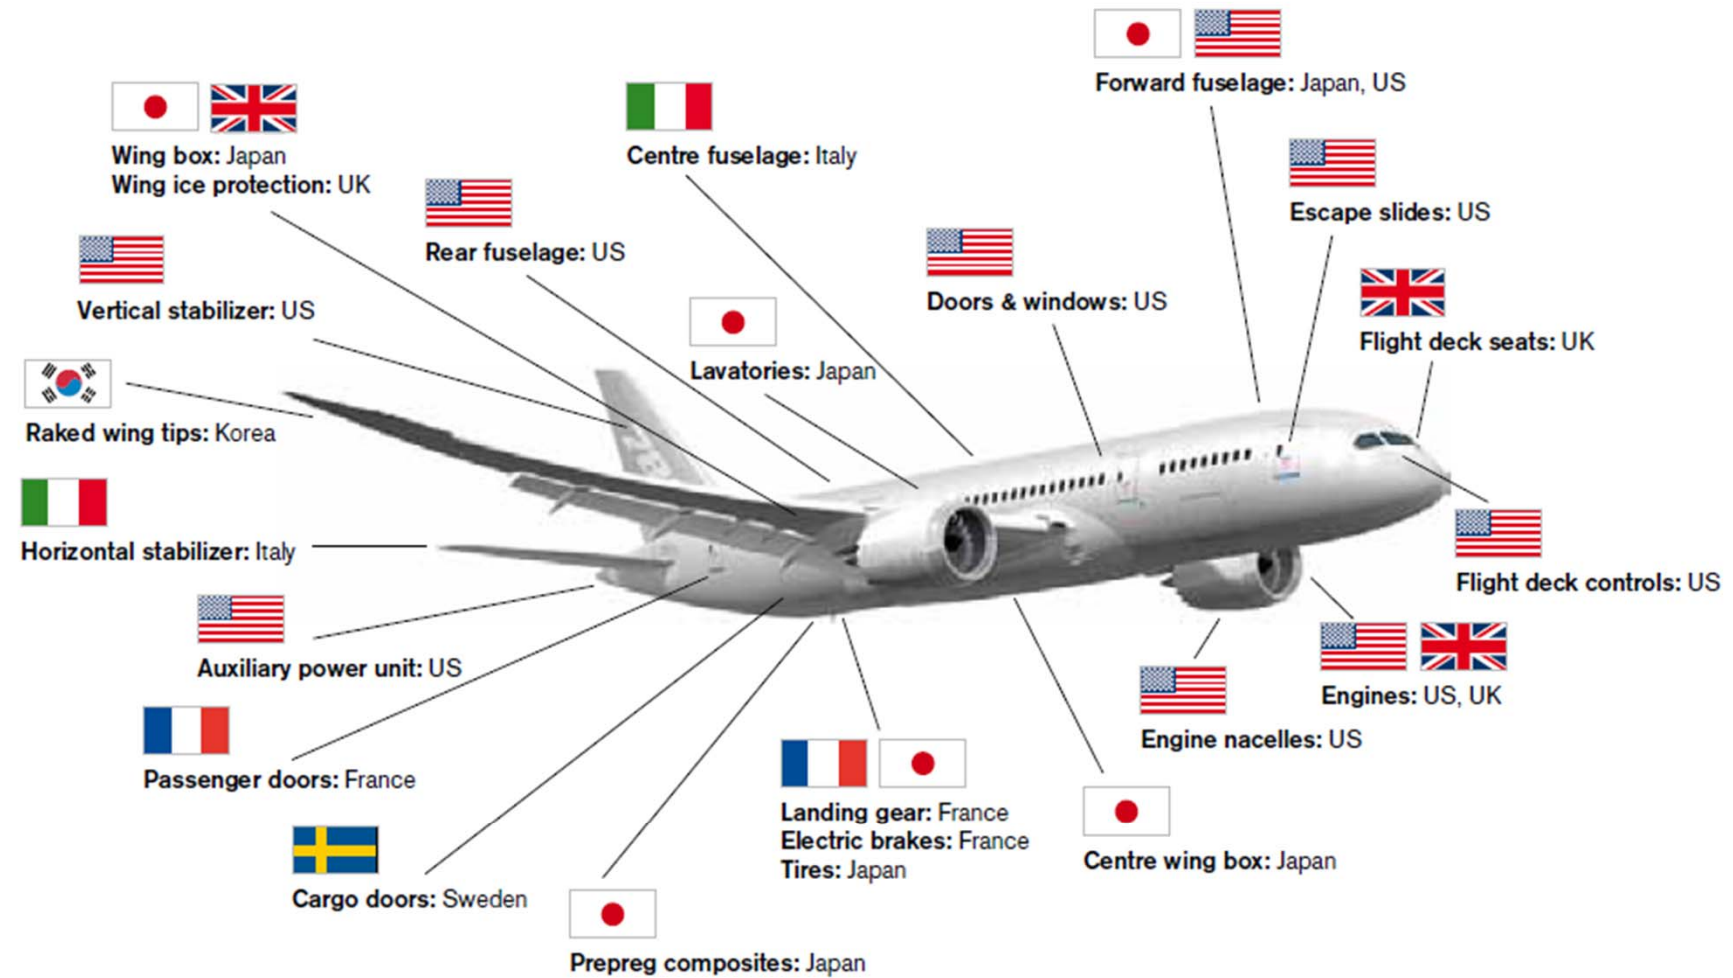 Forward fuselage: Japan, US
Wing box: Japan
Wing ice protection: UK
Centre fuselage: Italy
Escape slides: US
Rear fuselage: US
Doors & windows: US
Vertical stabilizer: US
Flight deck seats: UK
Lavatories: Japan
Raked wing tips: Korea
Horizontal stabilizer: Italy
Flight deck controls: US
Auxiliary power unit: US
Engines: US, UK
Engine nacelles: US
Passenger doors: France
Landing gear: France
Electric brakes: France
Tires: Japan
Centre wing box: Japan
Cargo doors: Sweden
Prepreg composites: Japan